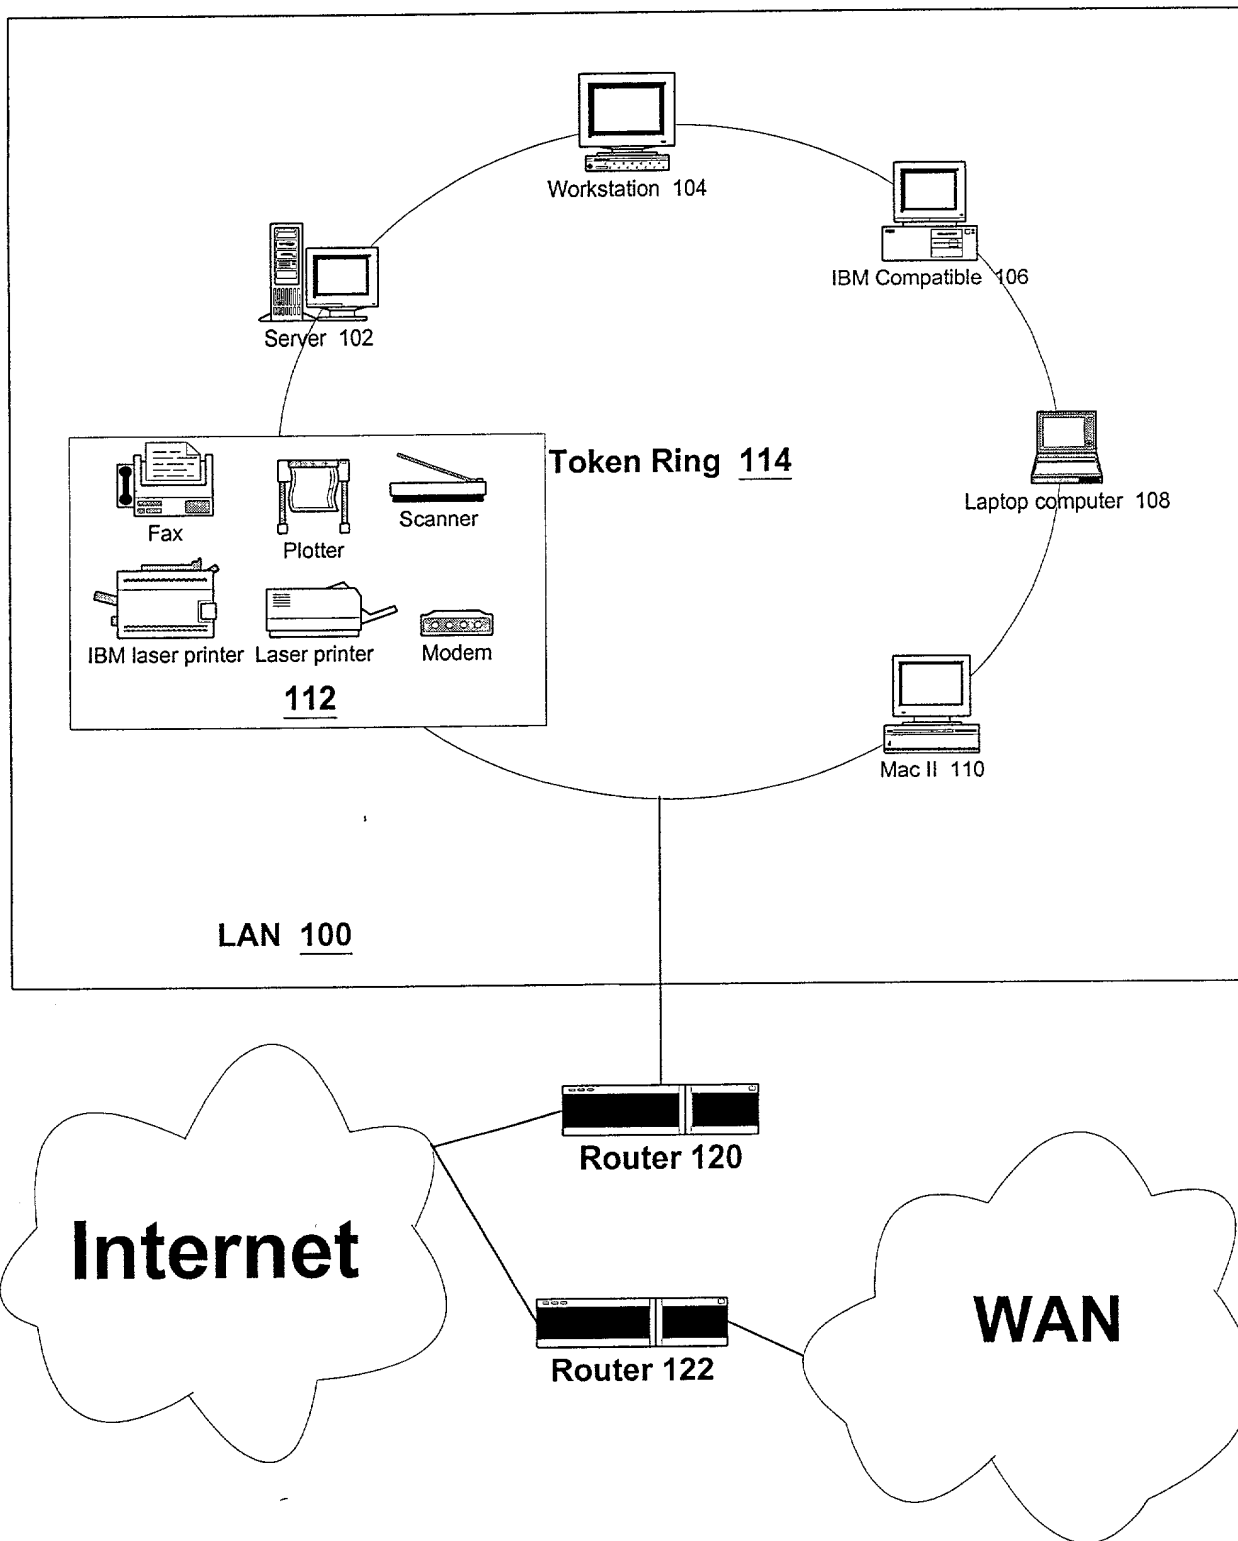 Workstation 104
IBM Compatible 106
Server 102
Token Ring 114
Laptop computer 108
Fax
Plotter
Scanner
IBM laser printer
Laser printer
Modem
112
Mac II 110
LAN 100
Router 120
Internet
Router 122
WAN